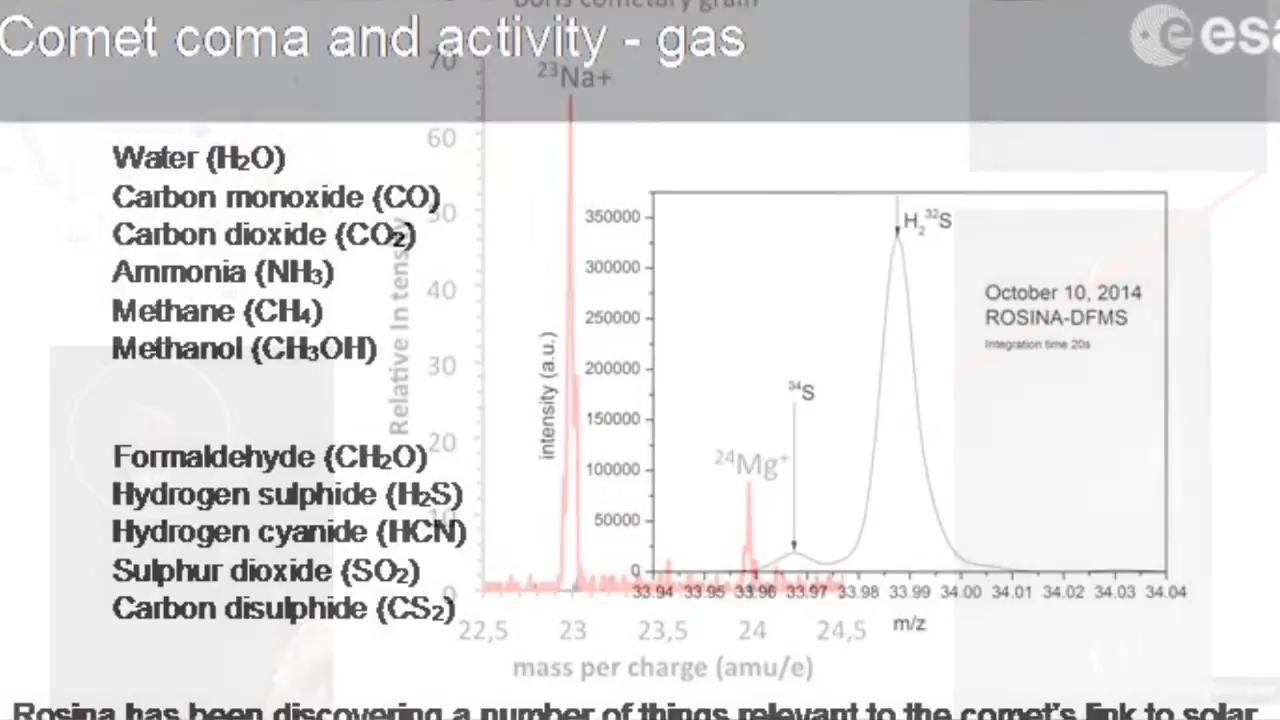 Boris cometary grain
Comet coma and activity - gas
esa
Water (H₂O)
Carbon monoxide (CO)
Carbon dioxide (CO₂)
Ammonia (NH₃)
Methane (CH₄)
Methanol (CH₃OH)
Formaldehyde (CH₂O)
Hydrogen sulphide (H₂S)
Hydrogen cyanide (HCN)
Sulphur dioxide (SO₂)
Carbon disulphide (CS₂)
70
60
50
40
30
20
10
0
Relative Intensity
²³Na+
²⁴Mg⁺
22,5 23 23,5 24 24,5
mass per charge (amu/e)
350000
300000
250000
200000
150000
100000
50000
0
intensity (a.u.)
H₂³²S
³⁴S
October 10, 2014
ROSINA-DFMS
Integration time 20s
33.94 33.95 33.96 33.97 33.98 33.99 34.00 34.01 34.02 34.03 34.04
m/z
Rosina has been discovering a number of things relevant to the comet's link to solar